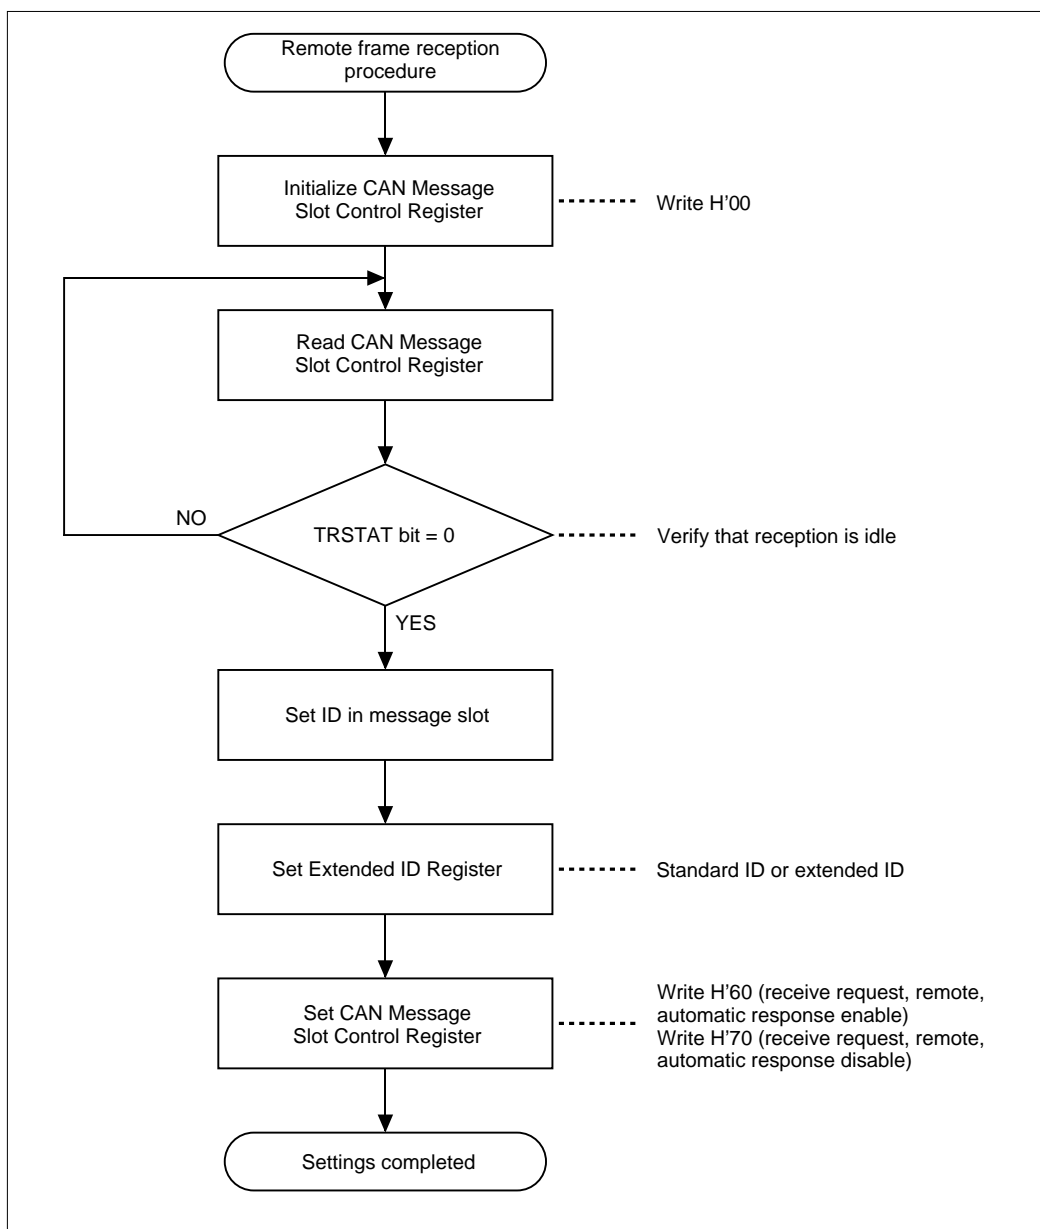 Remote frame reception
procedure
Initialize CAN Message
Slot Control Register
Write H'00
Read CAN Message
Slot Control Register
NO
TRSTAT bit = 0
Verify that reception is idle
YES
Set ID in message slot
Set Extended ID Register
Standard ID or extended ID
Set CAN Message
Slot Control Register
Write H'60 (receive request, remote,
automatic response enable)
Write H'70 (receive request, remote,
automatic response disable)
Settings completed